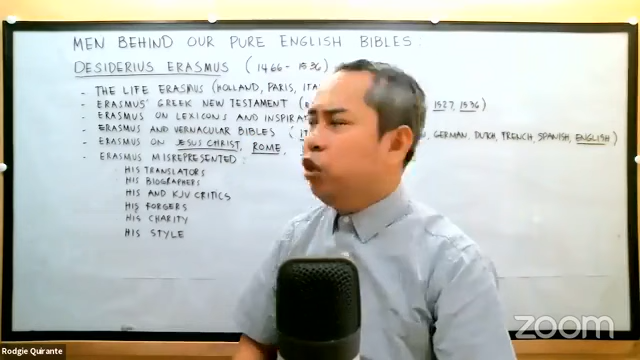 MEN BEHIND OUR PURE ENGLISH BIBLES.
DESIDERIUS ERASMUS (1466-1536)
- THE LIFE ERASMUS (HOLLAND, PARIS,
- ERASMUS' GREEK NEW TESTAMENT ( 1527, 1536)
- ERASMUS ON LEXICONS AND
- ERASMUS AND VERNACULAR BIBLES ( GERMAN, DUTCH, FRENCH, SPANISH, ENGLISH)
- ERASMUS ON JESUS CHRIST, ROME,
- ERASMUS MISREPRESENTED:
HIS TRANSLATORS
HIS BIOGRAPHERS
HIS AND KJV CRITICS
HIS FORGERS
HIS CHARITY
HIS STYLE
zoom
Rodgie Quirante